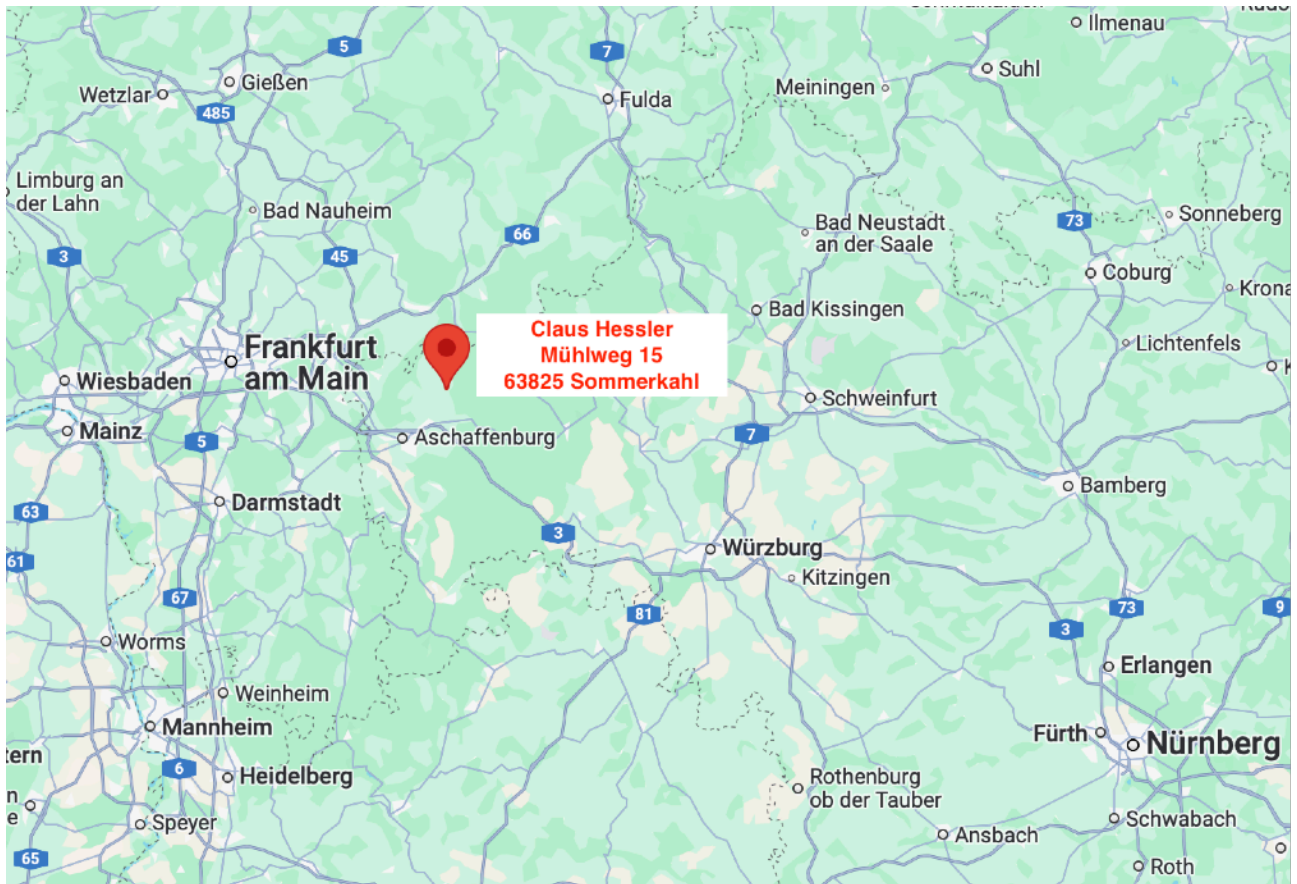 Ilmenau
5
7
Suhl
Gießen
Meiningen
Wetzlar
Fulda
485
Limburg an
der Lahn
Bad Nauheim
Bad Neustadt
an der Saale
73
Sonneberg
66
3
45
Coburg
Bad Kissingen
Claus Hessler
Mühlweg 15
63825 Sommerkahl
Frankfurt
am Main
Lichtenfels
Wiesbaden
Schweinfurt
Mainz
5
Aschaffenburg
7
Bamberg
63
Darmstadt
3
Würzburg
61
Kitzingen
67
81
73
9
3
Worms
Erlangen
Weinheim
Mannheim
Fürth
Nürnberg
6
Heidelberg
Rothenburg
ob der Tauber
Speyer
Schwabach
Ansbach
65
Roth